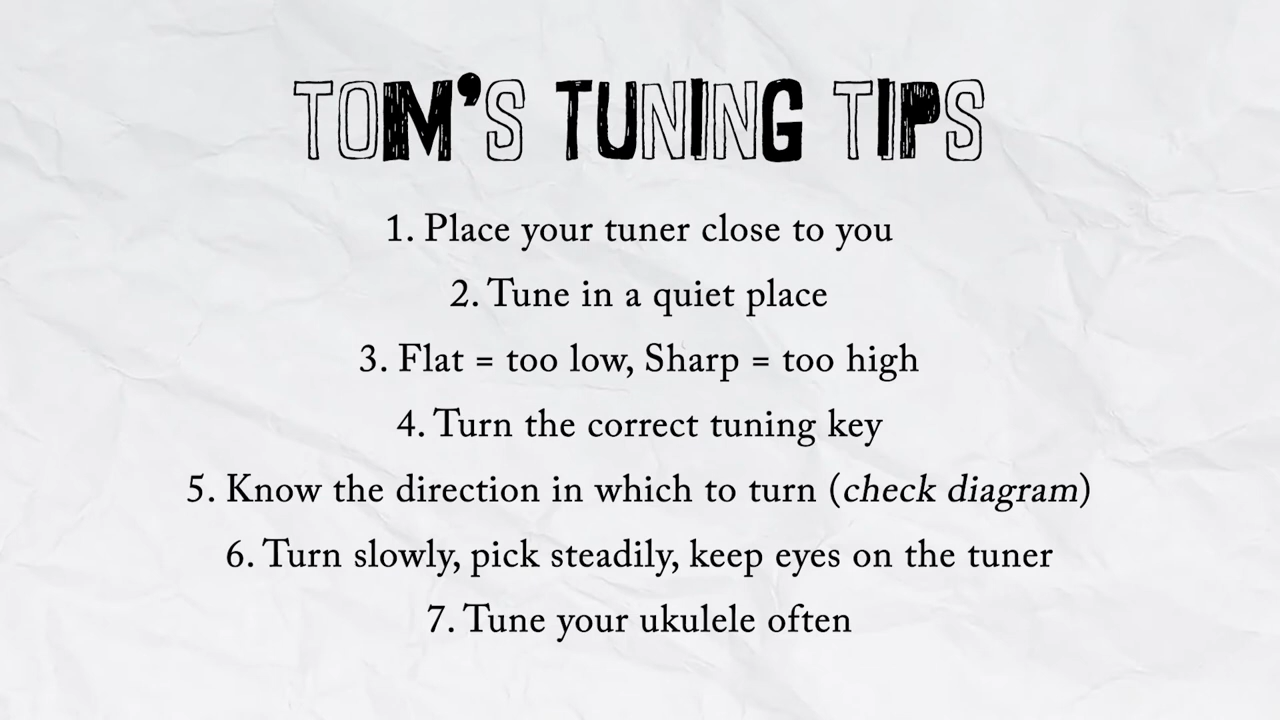 TOM'S TUNING TIPS
1. Place your tuner close to you
2. Tune in a quiet place
3. Flat = too low, Sharp = too high
4. Turn the correct tuning key
5. Know the direction in which to turn (check diagram)
6. Turn slowly, pick steadily, keep eyes on the tuner
7. Tune your ukulele often